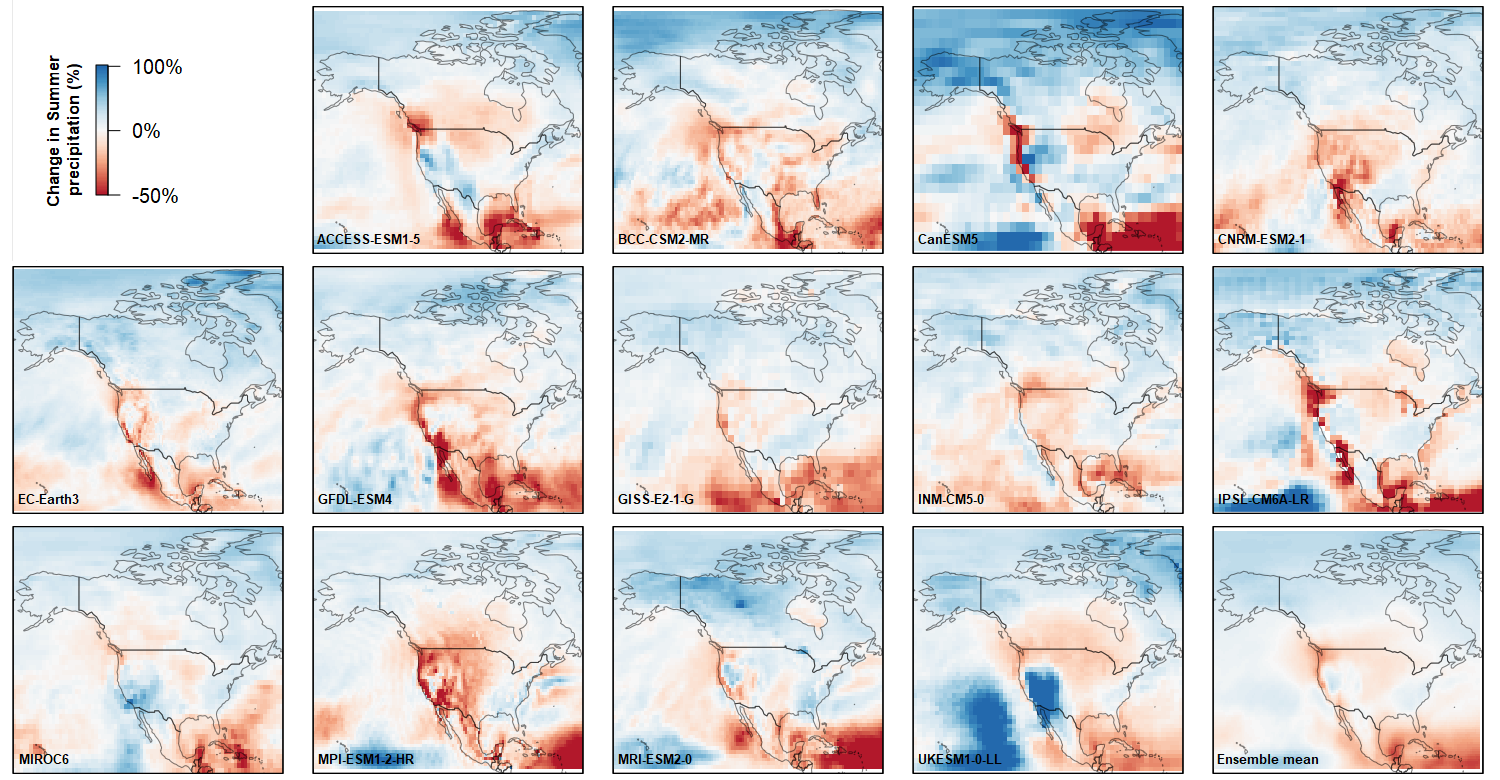 Change in Summer
precipitation (%)
100%
0%
-50%
ACCESS-ESM1-5
BCC-CSM2-MR
CanESM5
CNRM-ESM2-1
EC-Earth3
GFDL-ESM4
GISS-E2-1-G
INM-CM5-0
IPSL-CM6A-LR
MIROC6
MPI-ESM1-2-HR
MRI-ESM2-0
UKESM1-0-LL
Ensemble mean